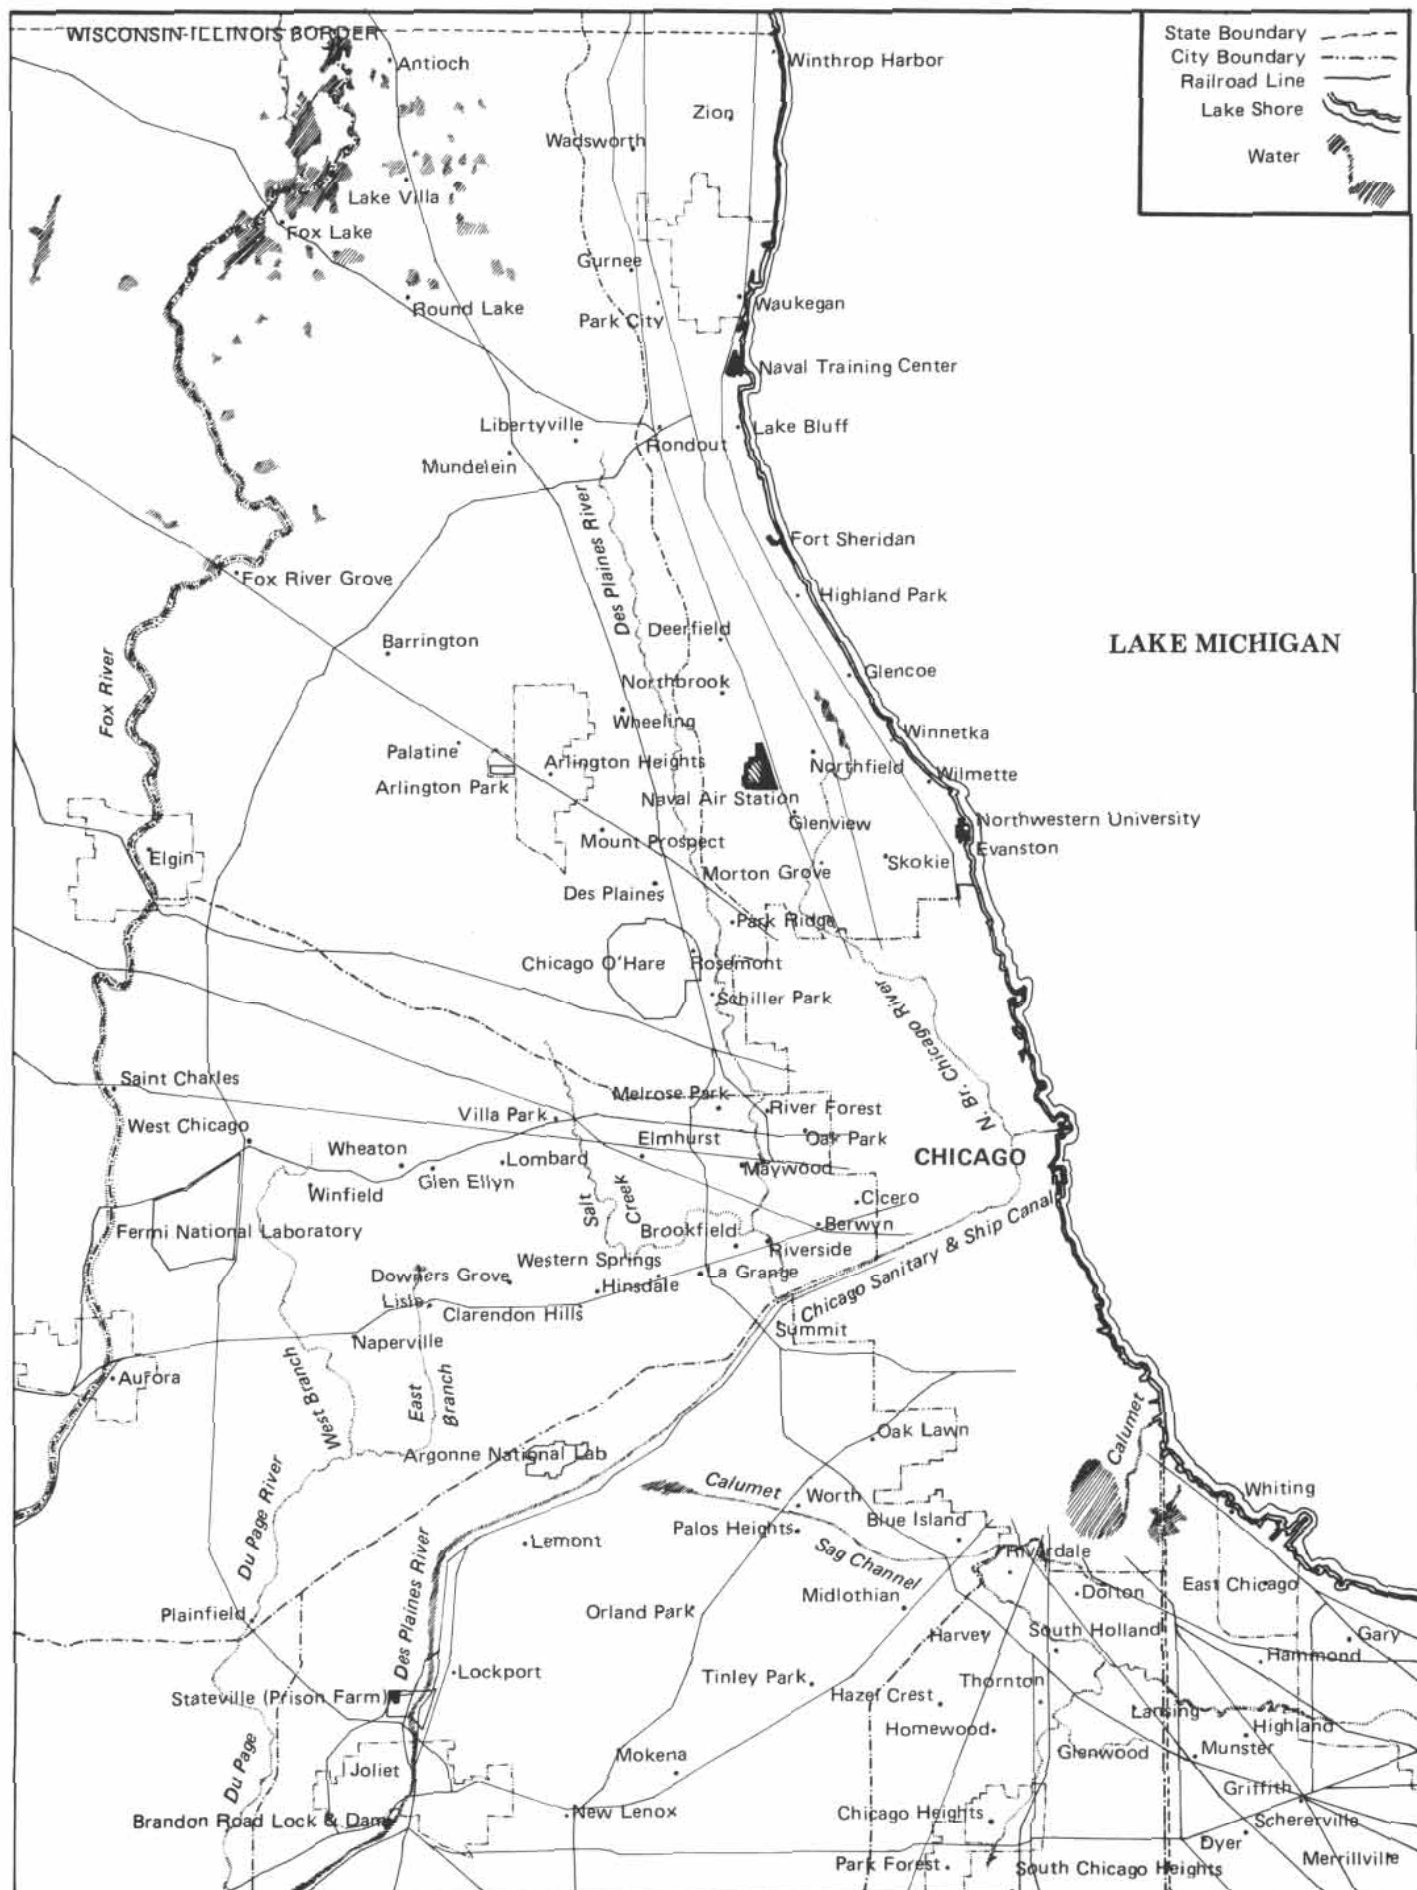 WISCONSIN-ILLINOIS BORDER
State Boundary
City Boundary
Railroad Line
Lake Shore
Water
Antioch
Winthrop Harbor
Zion
Wadsworth
Lake Villa
Fox Lake
Gurnee
Round Lake
Waukegan
Park City
Naval Training Center
Libertyville
Lake Bluff
Rondout
Mundelein
Des Plaines River
Fort Sheridan
Fox River Grove
Highland Park
Deerfield
Barrington
LAKE MICHIGAN
Fox River
Glencoe
Northbrook
Wheeling
Winnetka
Palatine
Arlington Heights
Northfield
Wilmette
Arlington Park
Naval Air Station
Glenview
Northwestern University
Mount Prospect
Evanston
Elgin
Skokie
Morton Grove
Des Plaines
Park Ridge
Chicago O'Hare
Rosemont
Schiller Park
N. Br. Chicago River
Saint Charles
Melrose Park
River Forest
Villa Park
West Chicago
Elmhurst
Oak Park
Wheaton
Lombard
CHICAGO
Maywood
Glen Ellyn
Winfield
Salt
Creek
Cicero
Fermi National Laboratory
Brookfield
Berwyn
Riverside
Western Springs
Chicago Sanitary & Ship Canal
Downers Grove
La Grange
Hinsdale
Lisle
Clarendon Hills
Summit
Naperville
Aurora
West Branch
East
Branch
Oak Lawn
Calumet
Argonne National Lab
Calumet
Whiting
Worth
Du Page River
Palos Heights
Blue Island
Lemont
Sag Channel
Riverdale
Des Plaines River
East Chicago
Dolton
Midlothian
Plainfield
Orland Park
South Holland
Harvey
Gary
Hammond
Lockport
Tinley Park
Thornton
Stateville (Prison Farm)
Hazel Crest
Lansing
Homewood
Highland
Du Page
Glenwood
Munster
Mokena
Joliet
Griffith
New Lenox
Chicago Heights
Brandon Road Lock & Dam
Schererville
Dyer
Merrillville
Park Forest
South Chicago Heights